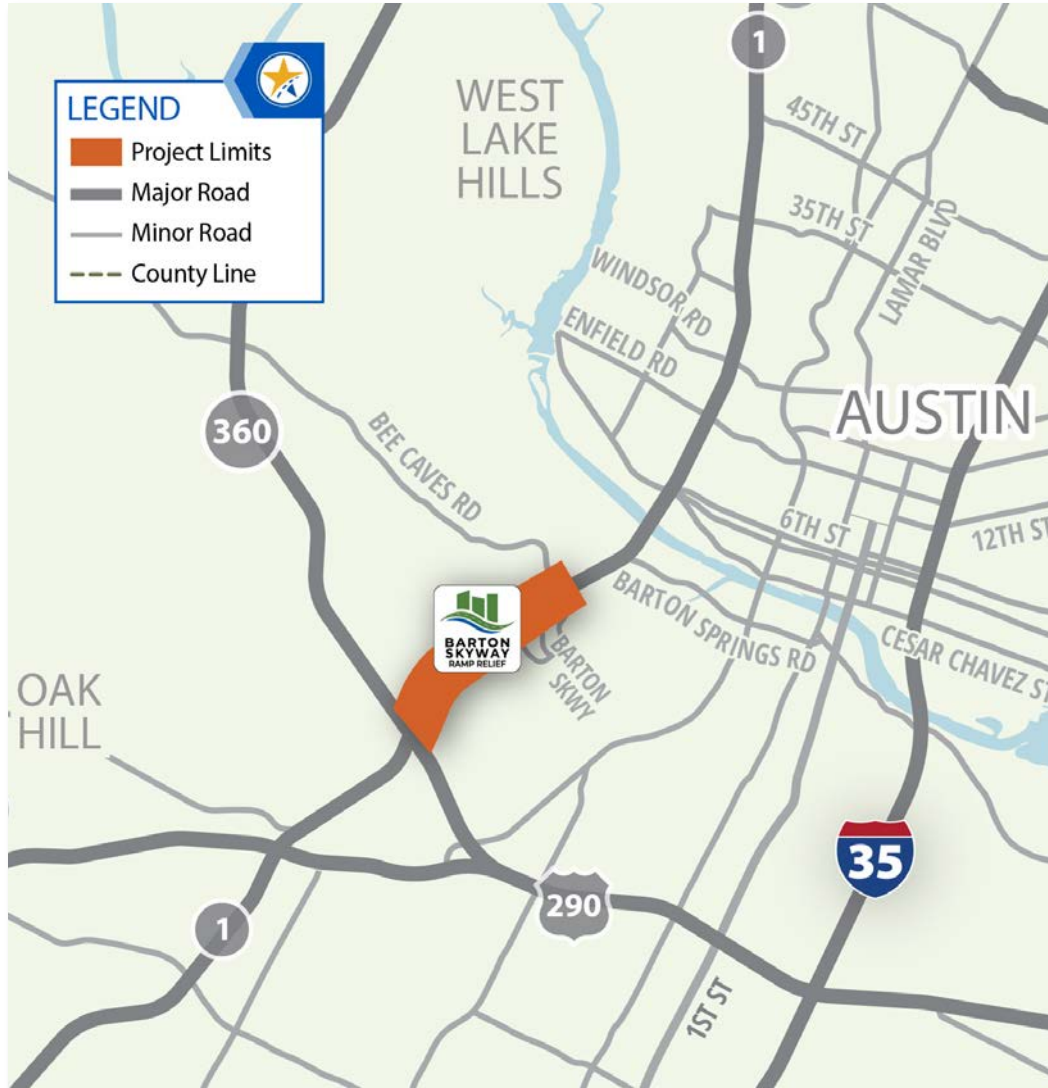 LEGEND
Project Limits
Major Road
Minor Road
County Line
WEST
LAKE
HILLS
1
45TH ST
35TH ST
LAMAR BLVD
WINDSOR RD
ENFIELD RD
360
AUSTIN
BEE CAVES RD
6TH ST
12TH ST
BARTON
SKYWAY
RAMP RELIEF
BARTON SPRINGS RD
BARTON
SKWY
CESAR CHAVEZ ST
OAK
HILL
35
290
1
1ST ST